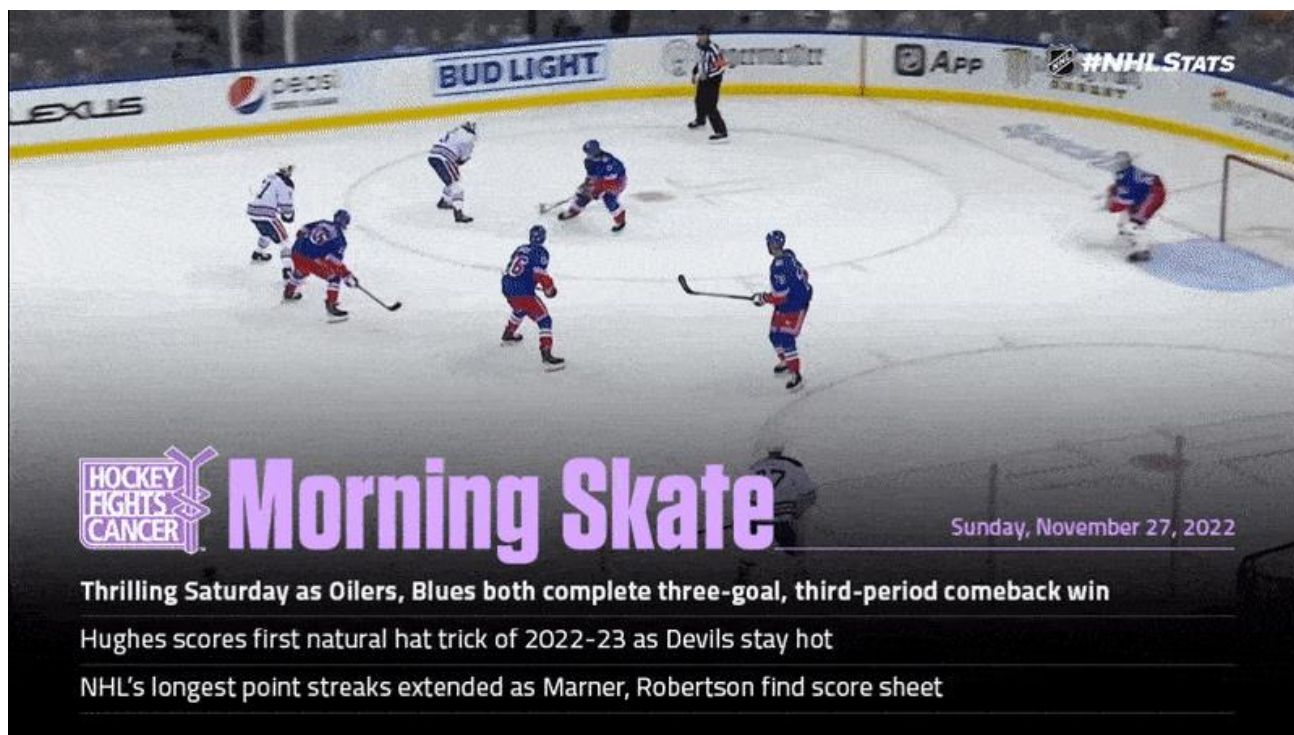 #NHLSTATS
LEXUS
pepsi
BUD LIGHT
APP
HOCKEY
FIGHTS
CANCER
Morning Skate
Sunday, November 27, 2022
Thrilling Saturday as Oilers, Blues both complete three-goal, third-period comeback win
Hughes scores first natural hat trick of 2022-23 as Devils stay hot
NHL's longest point streaks extended as Marner, Robertson find score sheet